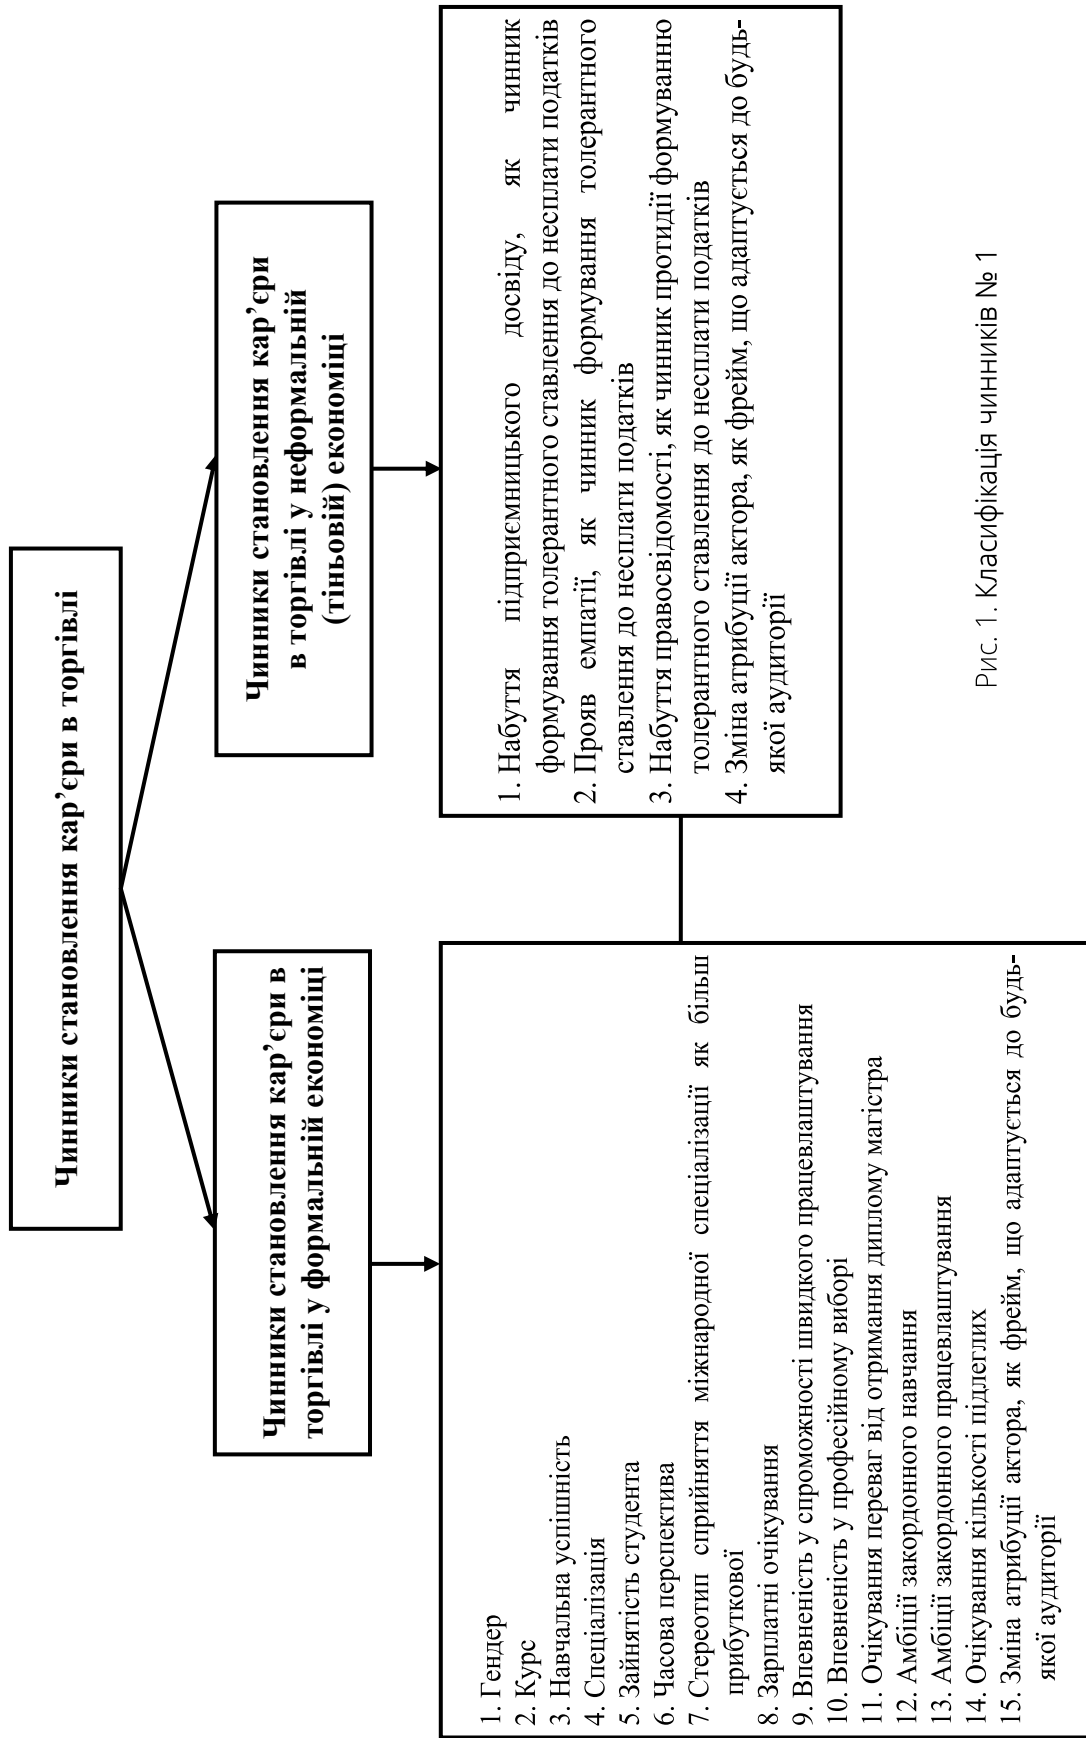 Чинники становлення кар’єри в торгівлі
Чинники становлення кар’єри в
торгівлі у формальній економіці
Чинники становлення кар’єри
в торгівлі у неформальній
(тіньовій) економіці
1. Гендер
2. Курс
3. Навчальна успішність
4. Спеціалізація
5. Зайнятість студента
6. Часова перспектива
7. Стереотип сприйняття міжнародної спеціалізації як більш
прибуткової
8. Зарплатні очікування
9. Впевненість у спроможності швидкого працевлаштування
10. Впевненість у професійному виборі
11. Очікування переваг від отримання диплому магістра
12. Амбіції закордонного навчання
13. Амбіції закордонного працевлаштування
14. Очікування кількості підлеглих
15. Зміна атрибуції актора, як фрейм, що адаптується до будь-
якої аудиторії
1. Набуття підприємницького досвіду, як чинник
формування толерантного ставлення до несплати податків
2. Прояв емпатії, як чинник формування толерантного
ставлення до несплати податків
3. Набуття правосвідомості, як чинник протидії формуванню
толерантного ставлення до несплати податків
4. Зміна атрибуції актора, як фрейм, що адаптується до будь-
якої аудиторії
Рис. 1. Класифікація чинників № 1